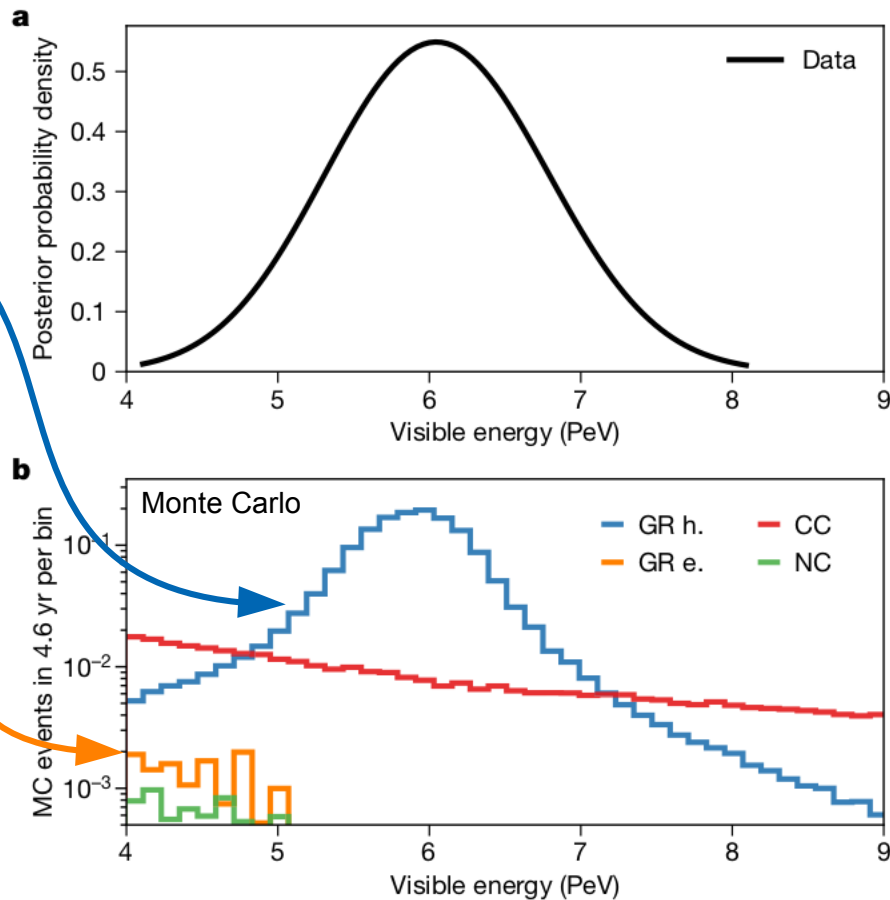 a
Posterior probability density
0.5
0.4
0.3
0.2
0.1
0
Data
4 5 6 7 8 9
Visible energy (PeV)
b
MC events in 4.6 yr per bin
10⁻¹
10⁻²
10⁻³
Monte Carlo
GR h. CC
GR e. NC
4 5 6 7 8 9
Visible energy (PeV)